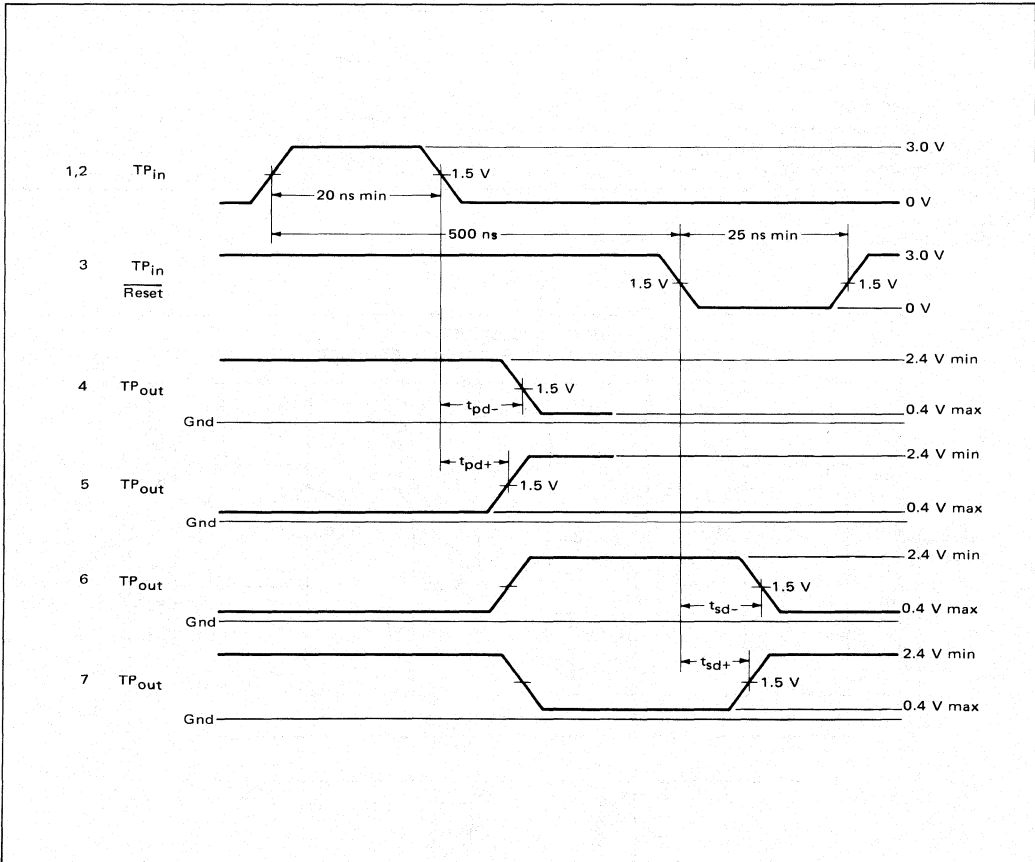 3.0 V
1,2 TPin 1.5 V
20 ns min
0 V
500 ns 25 ns min
3.0 V
3 TPin
Reset
1.5 V 1.5 V
0 V
2.4 V min
4 TPout 1.5 V
tpd-
0.4 V max
Gnd
tpd+ 2.4 V min
5 TPout 1.5 V
0.4 V max
Gnd
2.4 V min
6 TPout 1.5 V
tsd-
0.4 V max
Gnd
2.4 V min
tsd+
7 TPout 1.5 V
0.4 V max
Gnd